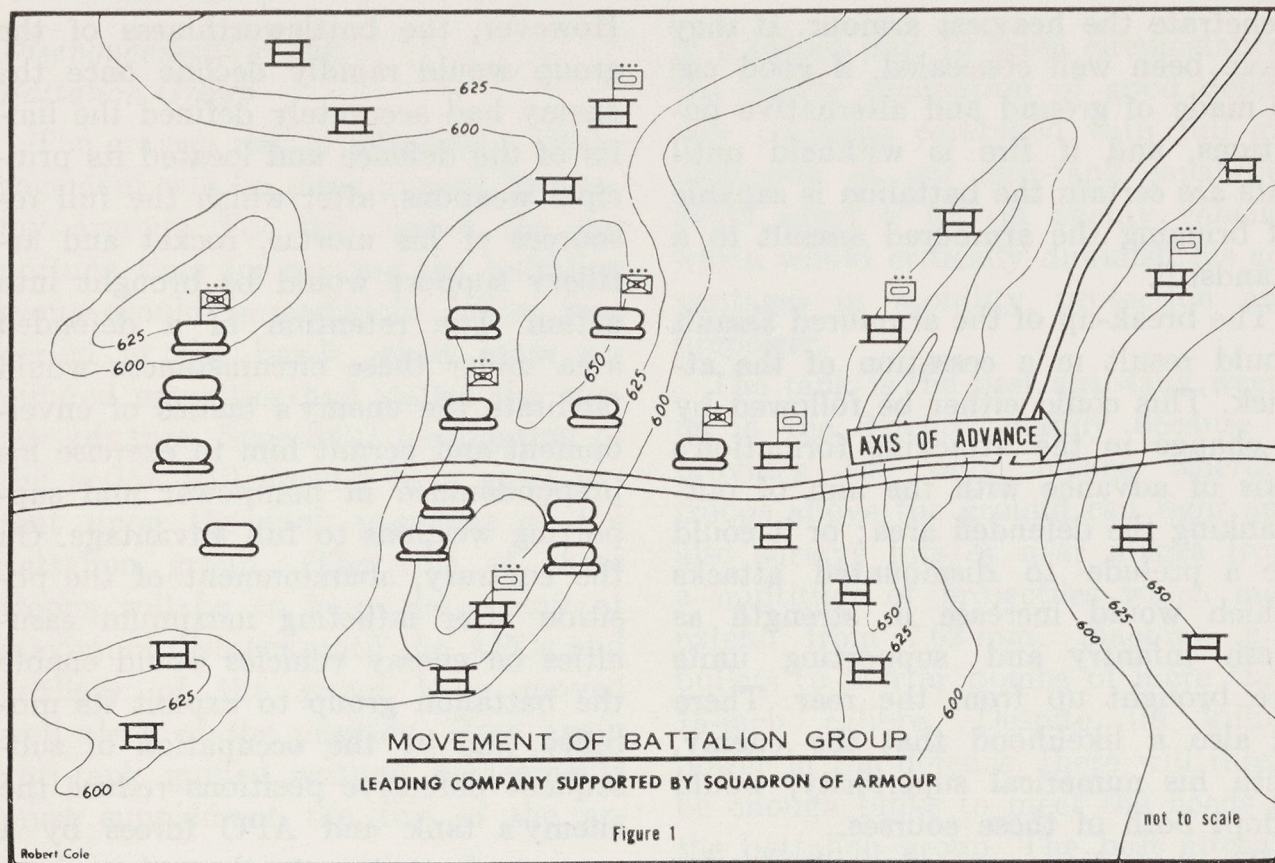 625
600
625
600
650
625
600
AXIS OF ADVANCE
650
625
600
650
625
600
625
600
MOVEMENT OF BATTALION GROUP
LEADING COMPANY SUPPORTED BY SQUADRON OF ARMOUR
Figure 1
not to scale
Robert Cole